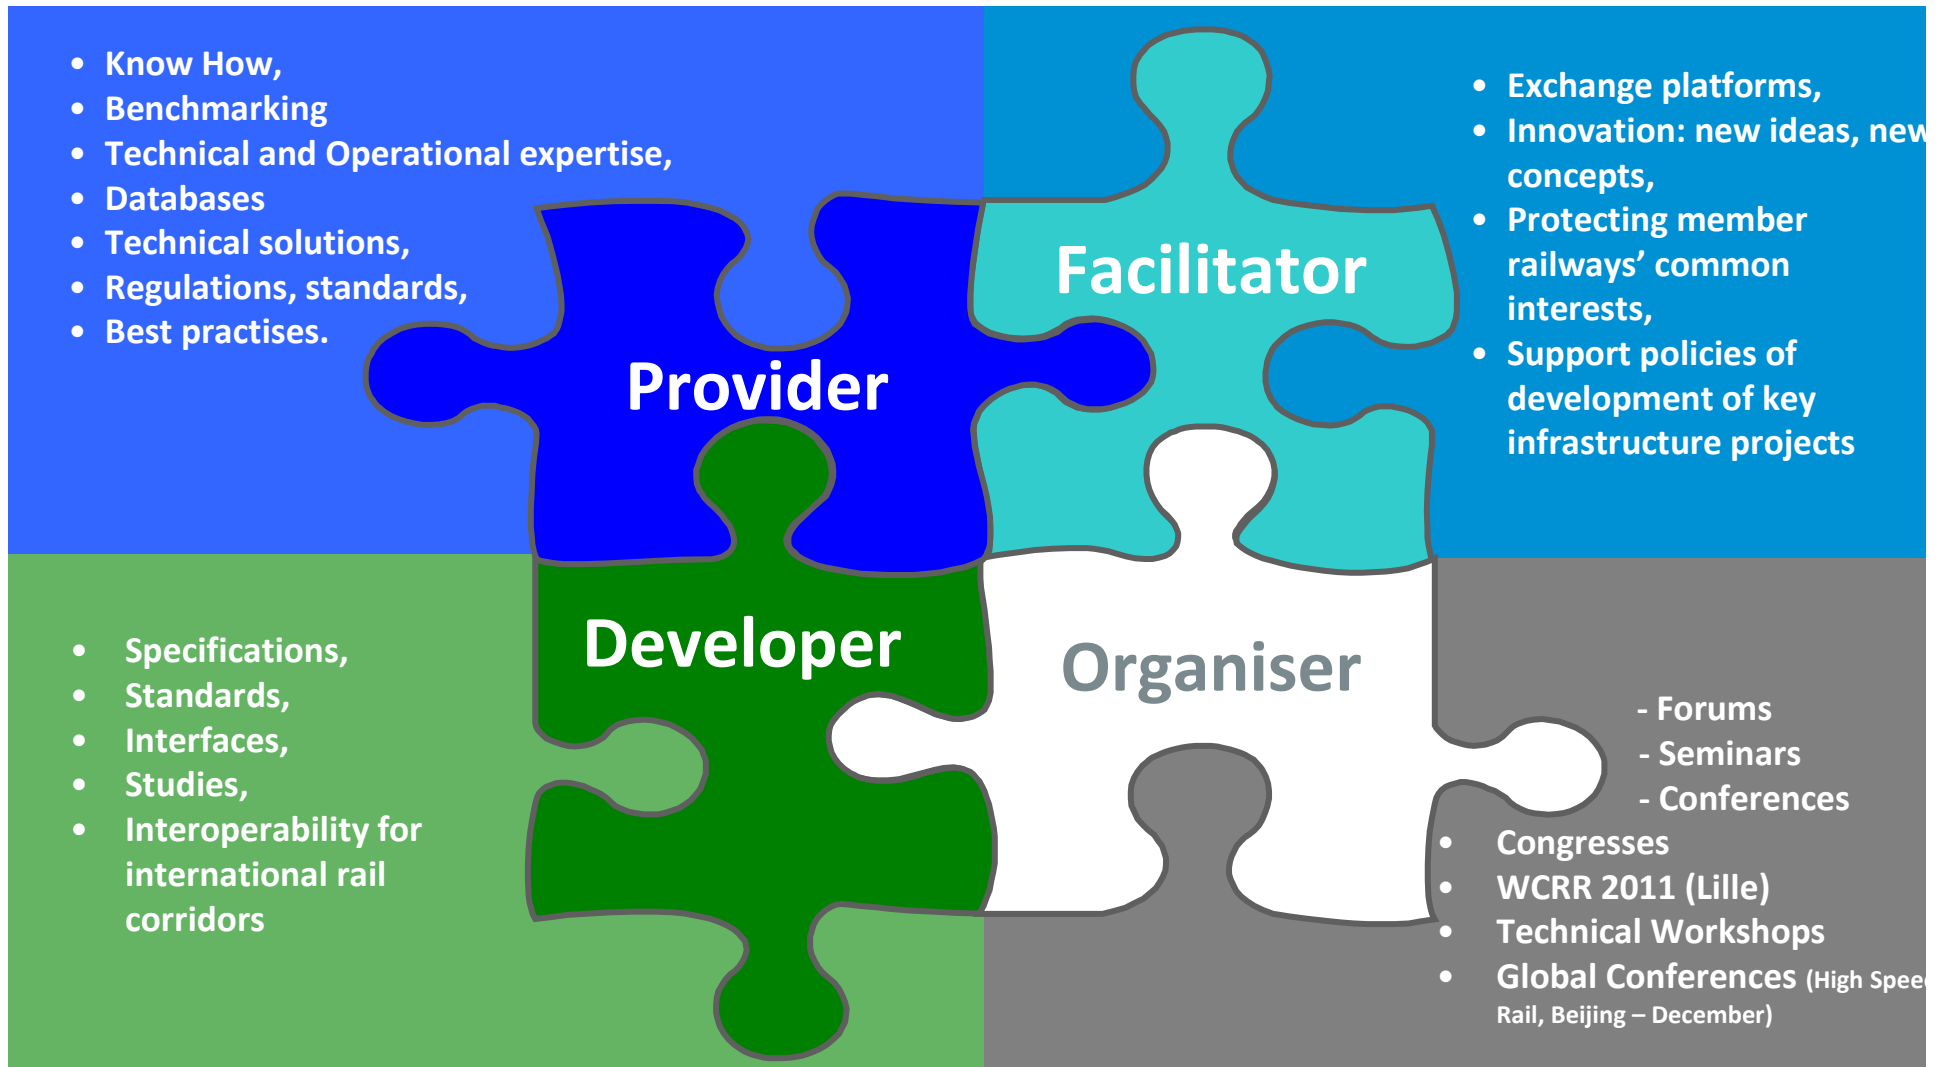 • Know How,
• Benchmarking
• Technical and Operational expertise,
• Databases
• Technical solutions,
• Regulations, standards,
• Best practises.
Provider
Facilitator
• Exchange platforms,
• Innovation: new ideas, new
concepts,
• Protecting member
railways’ common
interests,
• Support policies of
development of key
infrastructure projects
Developer
• Specifications,
• Standards,
• Interfaces,
• Studies,
• Interoperability for
international rail
corridors
Organiser
- Forums
- Seminars
- Conferences
• Congresses
• WCRR 2011 (Lille)
• Technical Workshops
• Global Conferences (High Speed
Rail, Beijing – December)